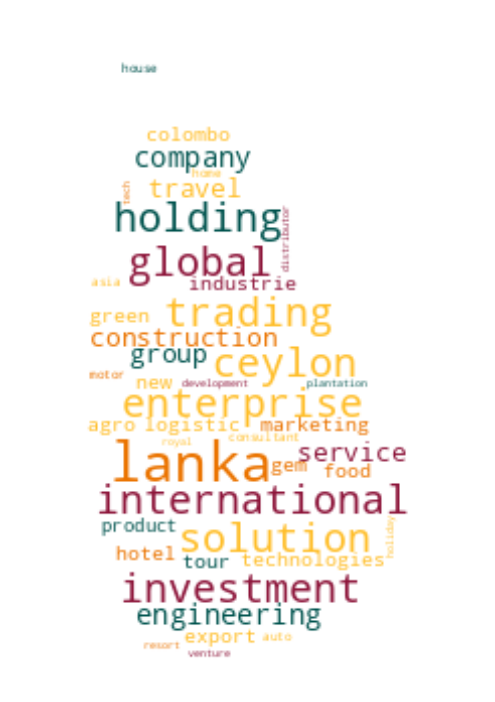 house
colombo
company
home
tech
travel
holding
distributor
global
asia
industrie
green
trading
construction
group
ceylon
motor
new
development
plantation
enterprise
agro
logistic
marketing
royal
consultant
lanka
service
gem
food
international
product
solution
holiday
hotel
tour
technologies
investment
engineering
export
auto
resort
venture